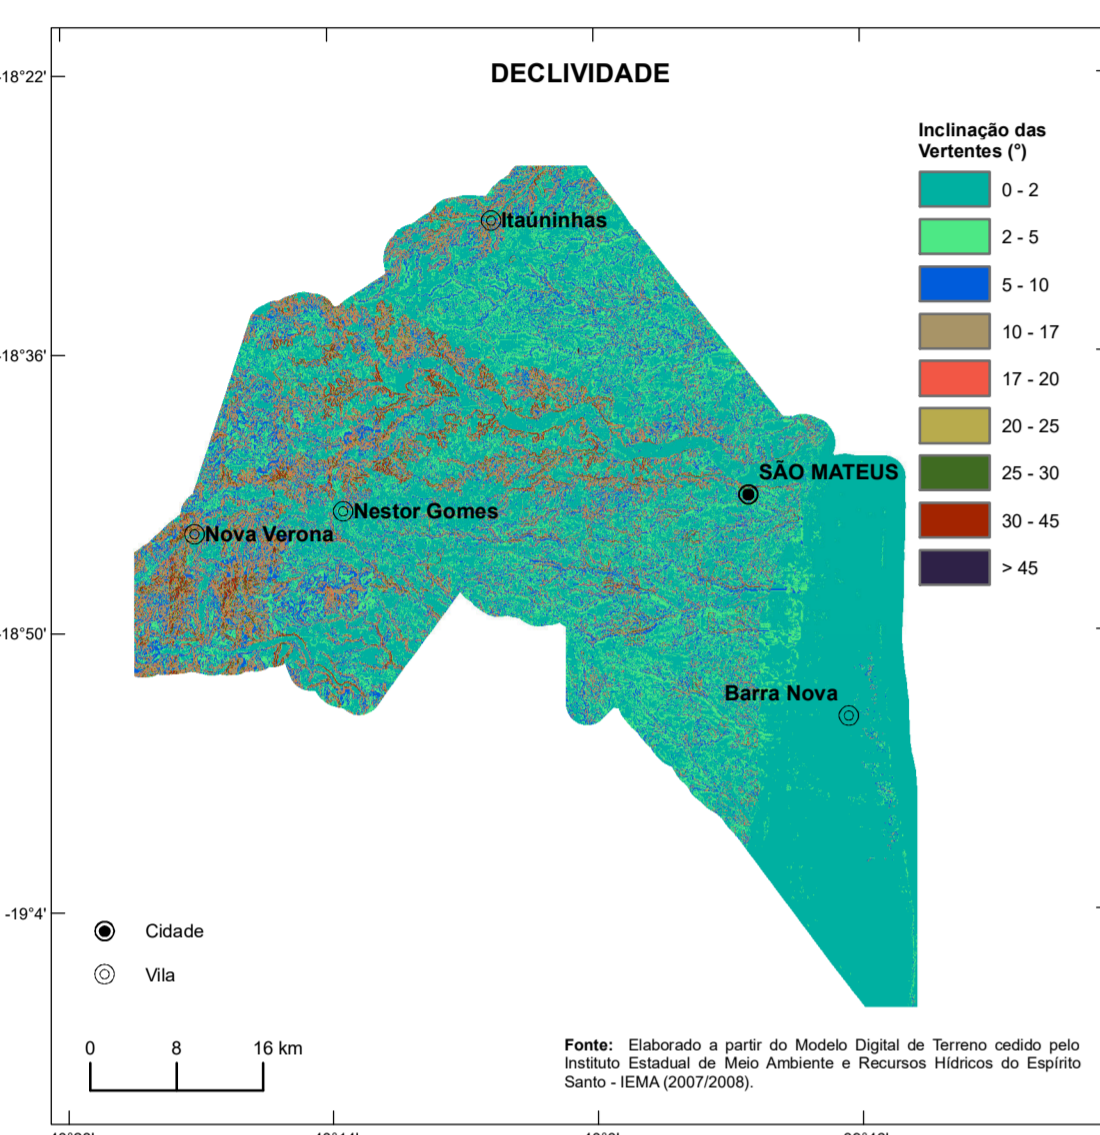 DECLIVIDADE
-18°22'
-18°36'
-18°50'
-19°4'
Inclinação das
Vertentes (°)
0 - 2
2 - 5
5 - 10
10 - 17
17 - 20
20 - 25
25 - 30
30 - 45
> 45
Itaúninhas
SÃO MATEUS
Nestor Gomes
Nova Verona
Barra Nova
Cidade
Vila
0 8 16 km
Fonte: Elaborado a partir do Modelo Digital de Terreno cedido pelo
Instituto Estadual de Meio Ambiente e Recursos Hídricos do Espírito
Santo - IEMA (2007/2008).